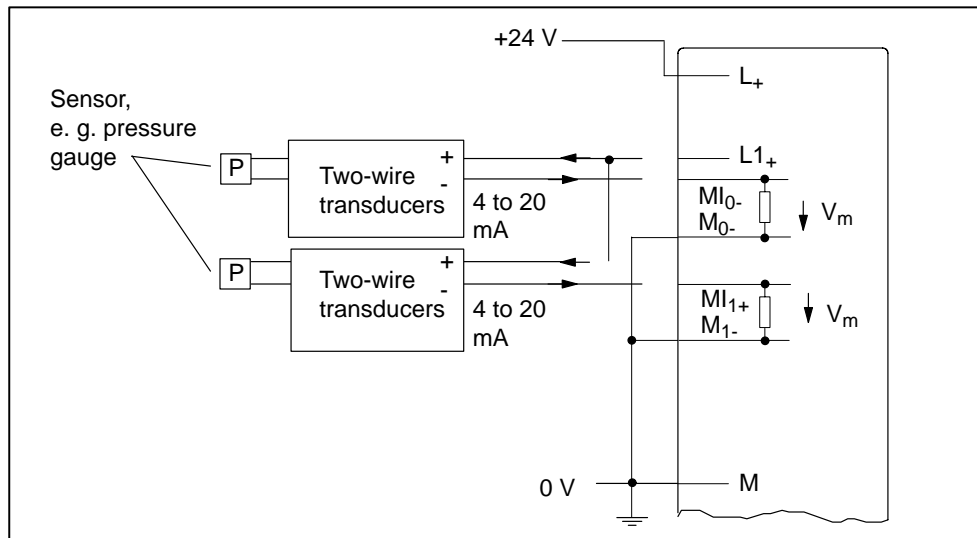 +24 V
L+
Sensor,
e. g. pressure
gauge
P
Two-wire
transducers
+
-
4 to 20
mA
L1+
MI0-
M0-
Vm
P
Two-wire
transducers
+
-
4 to 20
mA
MI1+
M1-
Vm
0 V
M